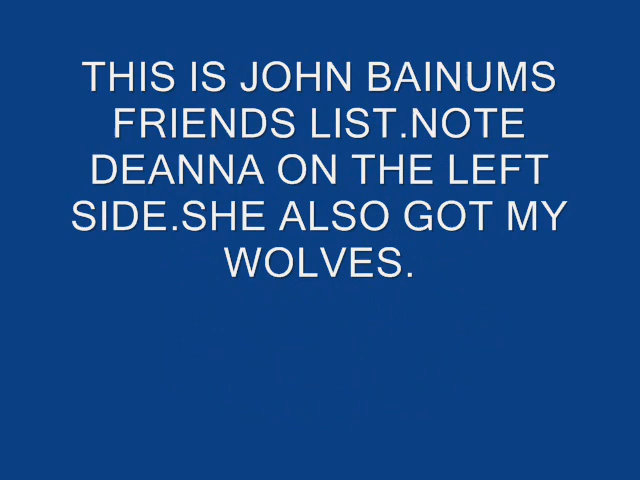 THIS IS JOHN BAINUMS
FRIENDS LIST.NOTE
DEANNA ON THE LEFT
SIDE.SHE ALSO GOT MY
WOLVES.